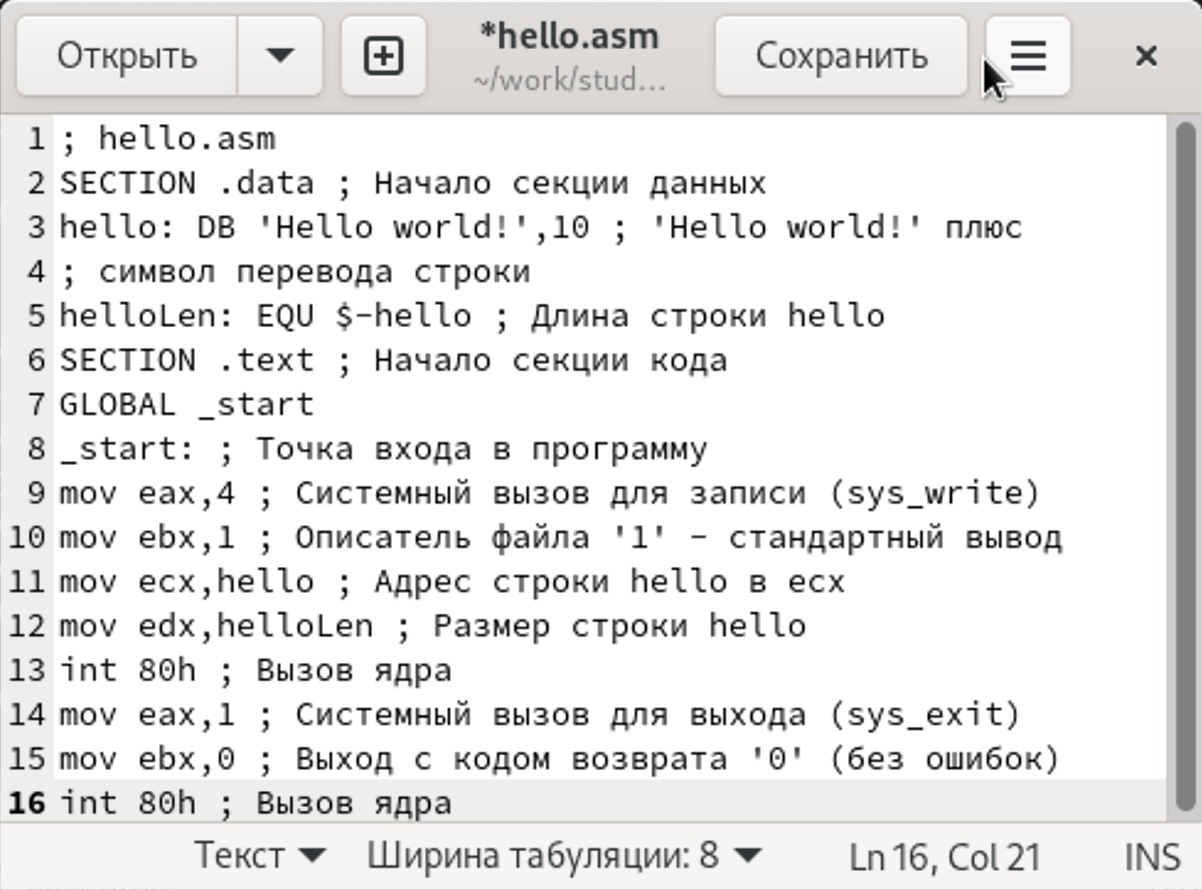 Открыть
*hello.asm
~/work/stud...
Сохранить
1 ; hello.asm
2 SECTION .data ; Начало секции данных
3 hello: DB 'Hello world!',10 ; 'Hello world!' плюс
4 ; символ перевода строки
5 helloLen: EQU $-hello ; Длина строки hello
6 SECTION .text ; Начало секции кода
7 GLOBAL _start
8 _start: ; Точка входа в программу
9 mov eax,4 ; Системный вызов для записи (sys_write)
10 mov ebx,1 ; Описатель файла '1' - стандартный вывод
11 mov ecx,hello ; Адрес строки hello в ecx
12 mov edx,helloLen ; Размер строки hello
13 int 80h ; Вызов ядра
14 mov eax,1 ; Системный вызов для выхода (sys_exit)
15 mov ebx,0 ; Выход с кодом возврата '0' (без ошибок)
16 int 80h ; Вызов ядра
Текст Ширина табуляции: 8 Ln 16, Col 21 INS